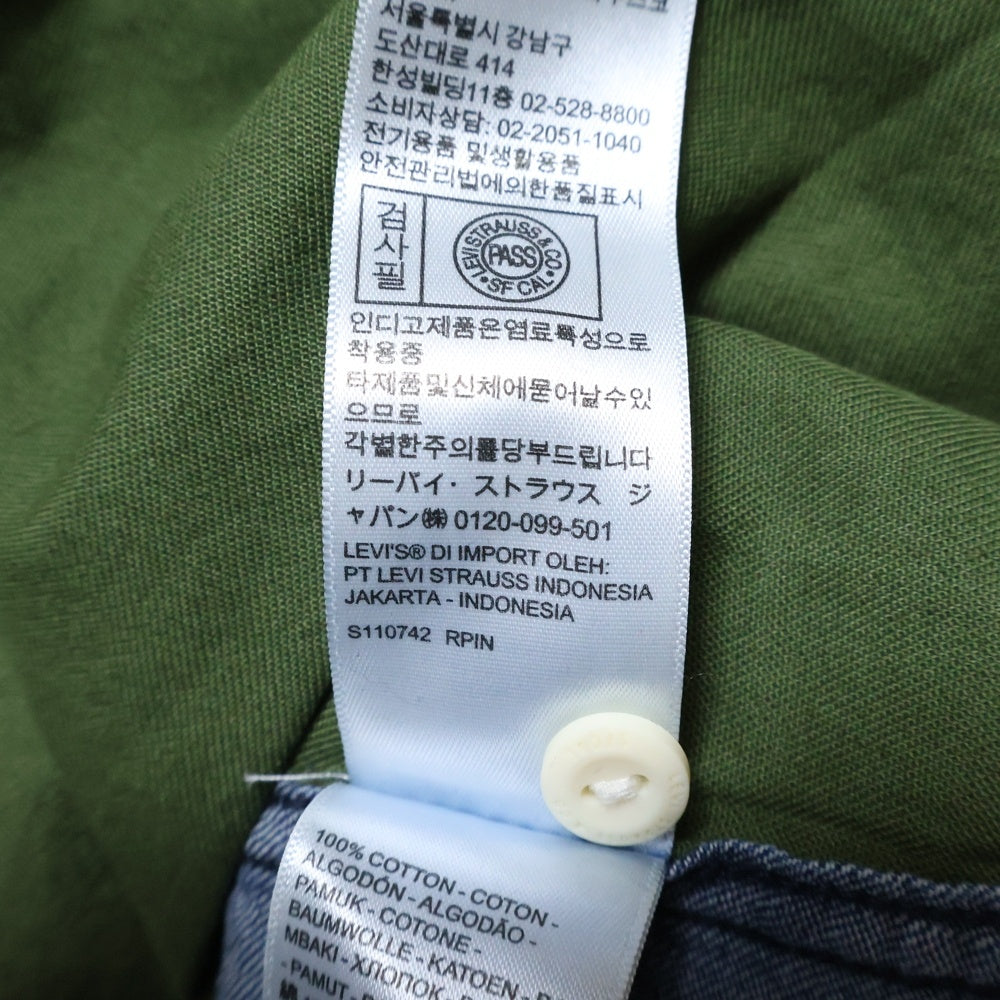 서울특별시 강남구
도산대로 414
한성빌딩11층 02-528-8800
소비자상담: 02-2051-1040
전기용품 및생활용품
안전관리법에의한품질표시
검사필
LEVI STRAUSS & CO
PASS
• SF CAL •
인디고제품은염료특성으로
착용중
타제품및신체에묻어날수있
으므로
각별한주의를당부드립니다
リーバイ・ストラウス ジ
ャパン㈱ 0120-099-501
LEVI'S® DI IMPORT OLEH:
PT LEVI STRAUSS INDONESIA
JAKARTA - INDONESIA
S110742 RPIN
100% COTTON - COTON -
ALGODÓN - ALGODÃO -
PAMUK - COTONE -
BAUMWOLLE - KATOEN -
ΜΒΑΚΙ - ХЛОПОК -
- PAMUT -